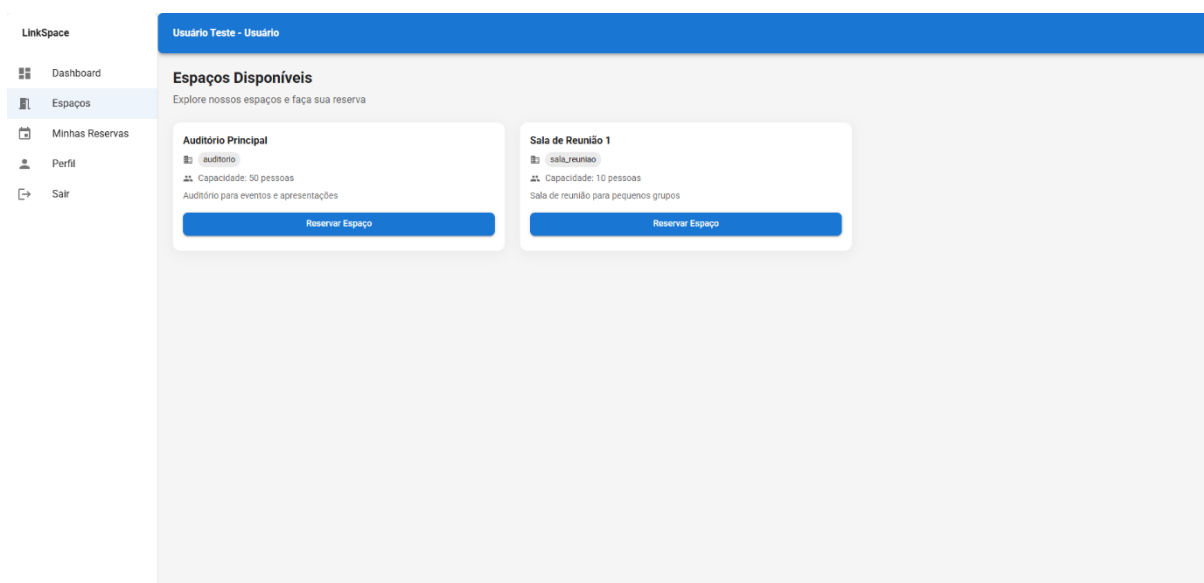 LinkSpace
Dashboard
Espaços
Minhas Reservas
Perfil
Sair
Usuário Teste - Usuário
Espaços Disponíveis
Explore nossos espaços e faça sua reserva
Auditório Principal
auditorio
Capacidade: 50 pessoas
Auditório para eventos e apresentações
Reservar Espaço
Sala de Reunião 1
sala_reuniao
Capacidade: 10 pessoas
Sala de reunião para pequenos grupos
Reservar Espaço